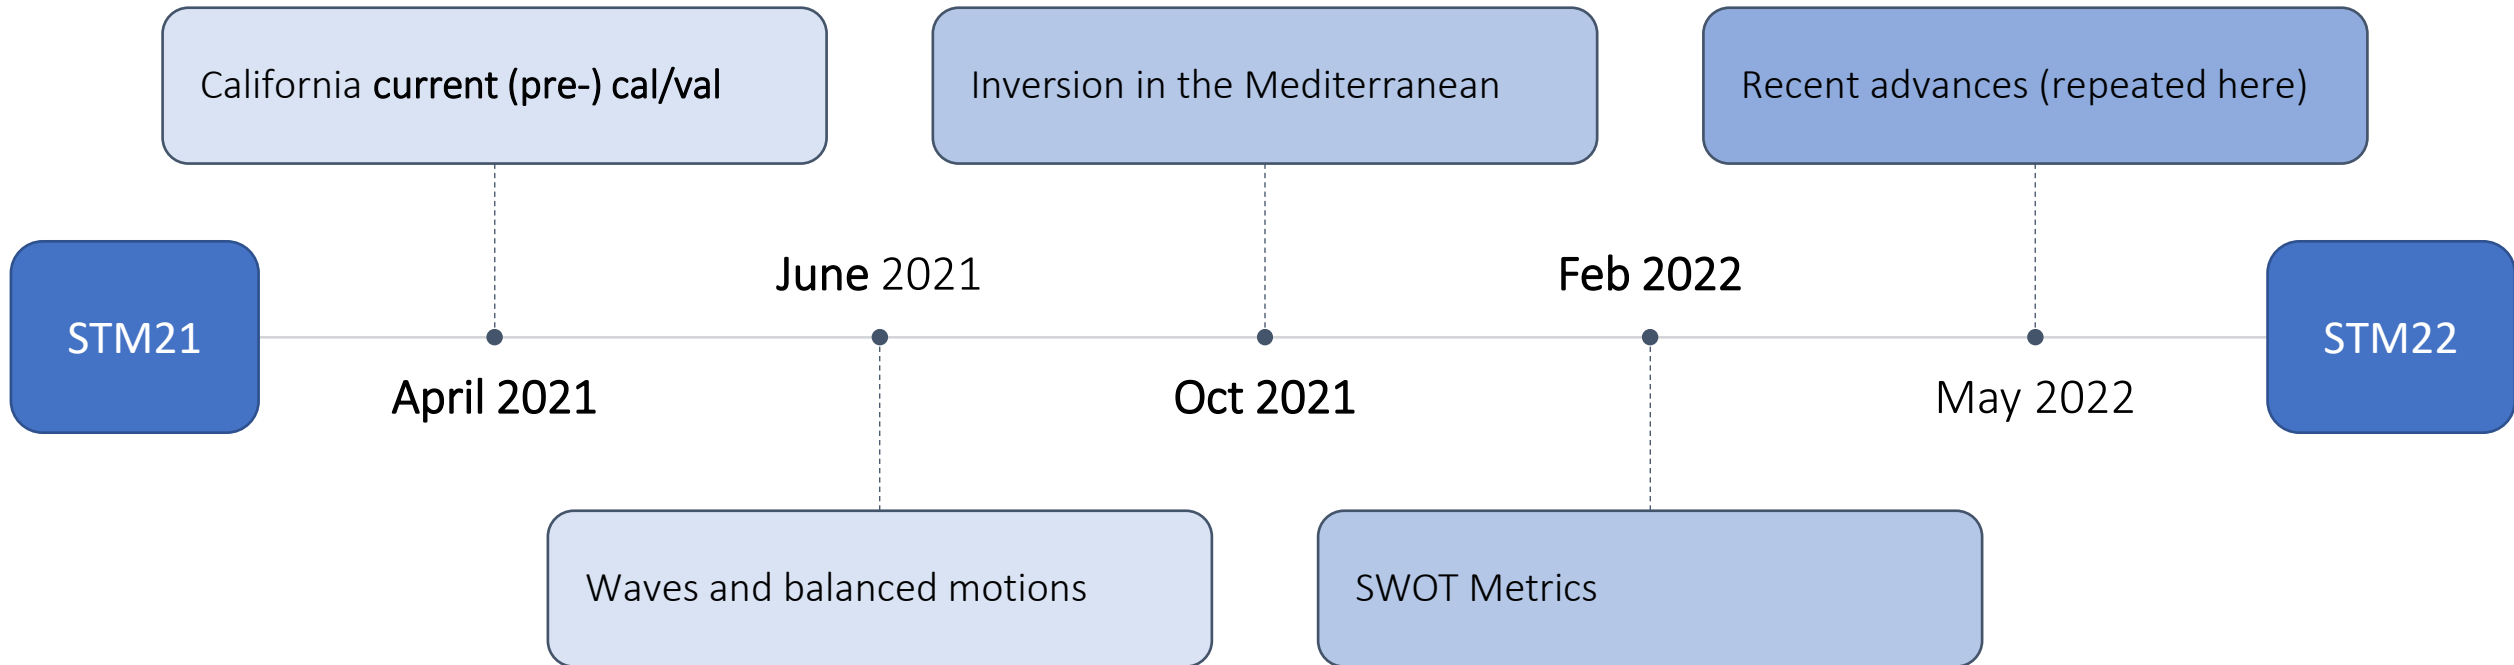 California current (pre-) cal/val
Inversion in the Mediterranean
Recent advances (repeated here)
June 2021
Feb 2022
STM21
STM22
April 2021
Oct 2021
May 2022
Waves and balanced motions
SWOT Metrics